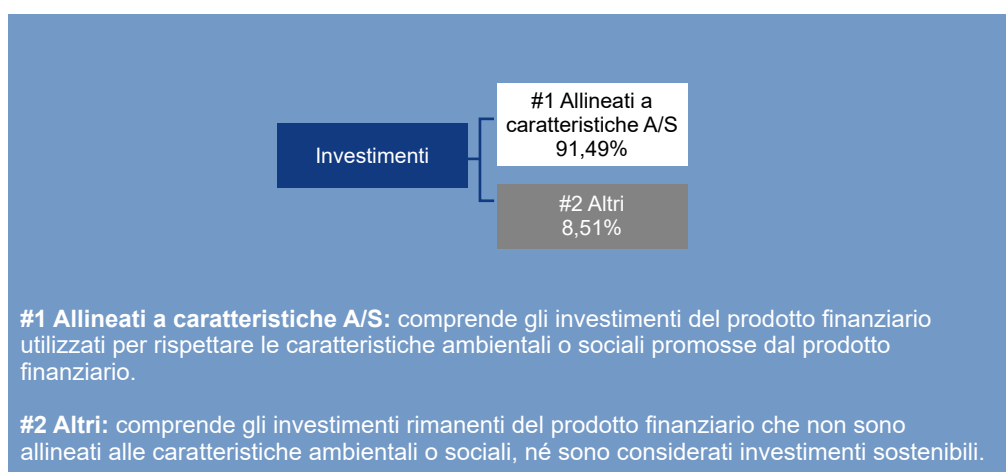 #1 Allineati a
caratteristiche A/S
91,49%
Investimenti
#2 Altri
8,51%
#1 Allineati a caratteristiche A/S: comprende gli investimenti del prodotto finanziario
utilizzati per rispettare le caratteristiche ambientali o sociali promosse dal prodotto
finanziario.
#2 Altri: comprende gli investimenti rimanenti del prodotto finanziario che non sono
allineati alle caratteristiche ambientali o sociali, né sono considerati investimenti sostenibili.